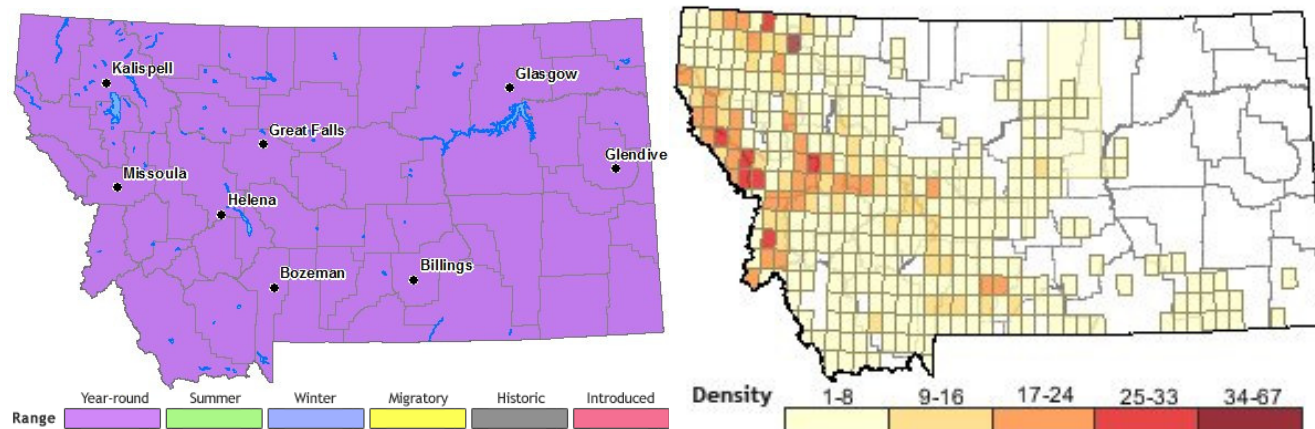 Kalispell
Glasgow
Great Falls
Glendive
Missoula
Helena
Bozeman
Billings
Range Year-round Summer Winter Migratory Historic Introduced
Density 1-8 9-16 17-24 25-33 34-67